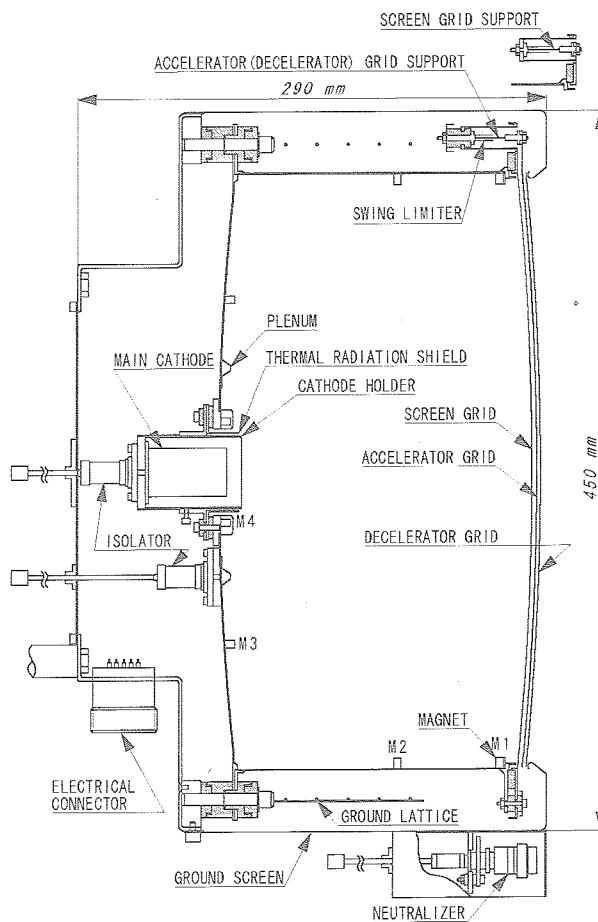 SCREEN GRID SUPPORT
ACCELERATOR(DECELERATOR) GRID SUPPORT
290 mm
SWING LIMITER
PLENUM
MAIN CATHODE
THERMAL RADIATION SHIELD
CATHODE HOLDER
SCREEN GRID
ACCELERATOR GRID
450 mm
M4
ISOLATOR
DECELERATOR GRID
M3
MAGNET
M2
M1
ELECTRICAL
CONNECTOR
GROUND LATTICE
GROUND SCREEN
NEUTRALIZER